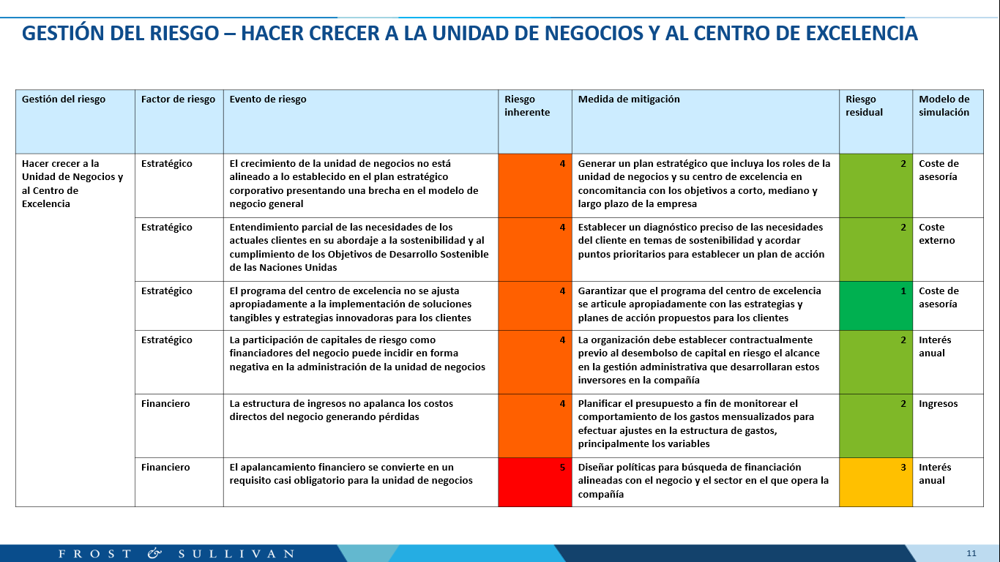 GESTIÓN DEL RIESGO – HACER CRECER A LA UNIDAD DE NEGOCIOS Y AL CENTRO DE EXCELENCIA
Gestión del riesgo
Factor de riesgo
Evento de riesgo
Riesgo
inherente
Medida de mitigación
Riesgo
residual
Modelo de
simulación
Hacer crecer a la
Unidad de Negocios y
al Centro de
Excelencia
Estratégico
El crecimiento de la unidad de negocios no está
alineado a lo establecido en el plan estratégico
corporativo presentando una brecha en el modelo de
negocio general
4
Generar un plan estratégico que incluya los roles de la
unidad de negocios y su centro de excelencia en
concomitancia con los objetivos a corto, mediano y
largo plazo de la empresa
2
Coste de
asesoría
Estratégico
Entendimiento parcial de las necesidades de los
actuales clientes en su abordaje a la sostenibilidad y al
cumplimiento de los Objetivos de Desarrollo Sostenible
de las Naciones Unidas
4
Establecer un diagnóstico preciso de las necesidades
del cliente en temas de sostenibilidad y acordar
puntos prioritarios para establecer un plan de acción
2
Coste
externo
Estratégico
El programa del centro de excelencia no se ajusta
apropiadamente a la implementación de soluciones
tangibles y estrategias innovadoras para los clientes
4
Garantizar que el programa del centro de excelencia
se articule apropiadamente con las estrategias y
planes de acción propuestos para los clientes
1
Coste de
asesoría
Estratégico
La participación de capitales de riesgo como
financiadores del negocio puede incidir en forma
negativa en la administración de la unidad de negocios
4
La organización debe establecer contractualmente
previo al desembolso de capital en riesgo el alcance
en la gestión administrativa que desarrollaran estos
inversores en la compañía
2
Interés
anual
Financiero
La estructura de ingresos no apalanca los costos
directos del negocio generando pérdidas
4
Planificar el presupuesto a fin de monitorear el
comportamiento de los gastos mensualizados para
efectuar ajustes en la estructura de gastos,
principalmente los variables
2
Ingresos
Financiero
El apalancamiento financiero se convierte en un
requisito casi obligatorio para la unidad de negocios
5
Diseñar políticas para búsqueda de financiación
alineadas con el negocio y el sector en el que opera la
compañía
3
Interés
anual
FROST & SULLIVAN
11